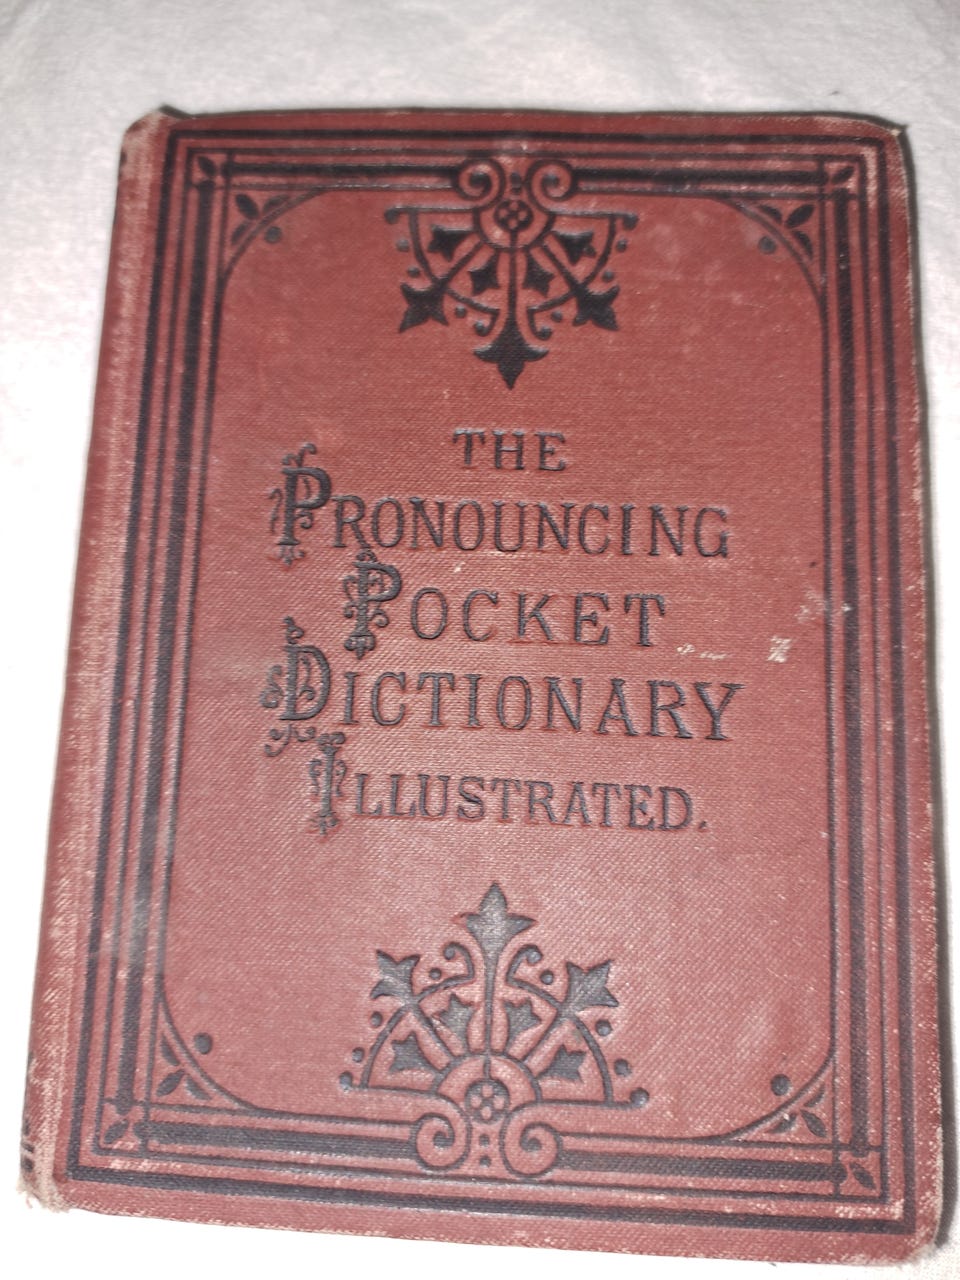 THE
PRONOUNCING
POCKET
DICTIONARY
ILLUSTRATED.